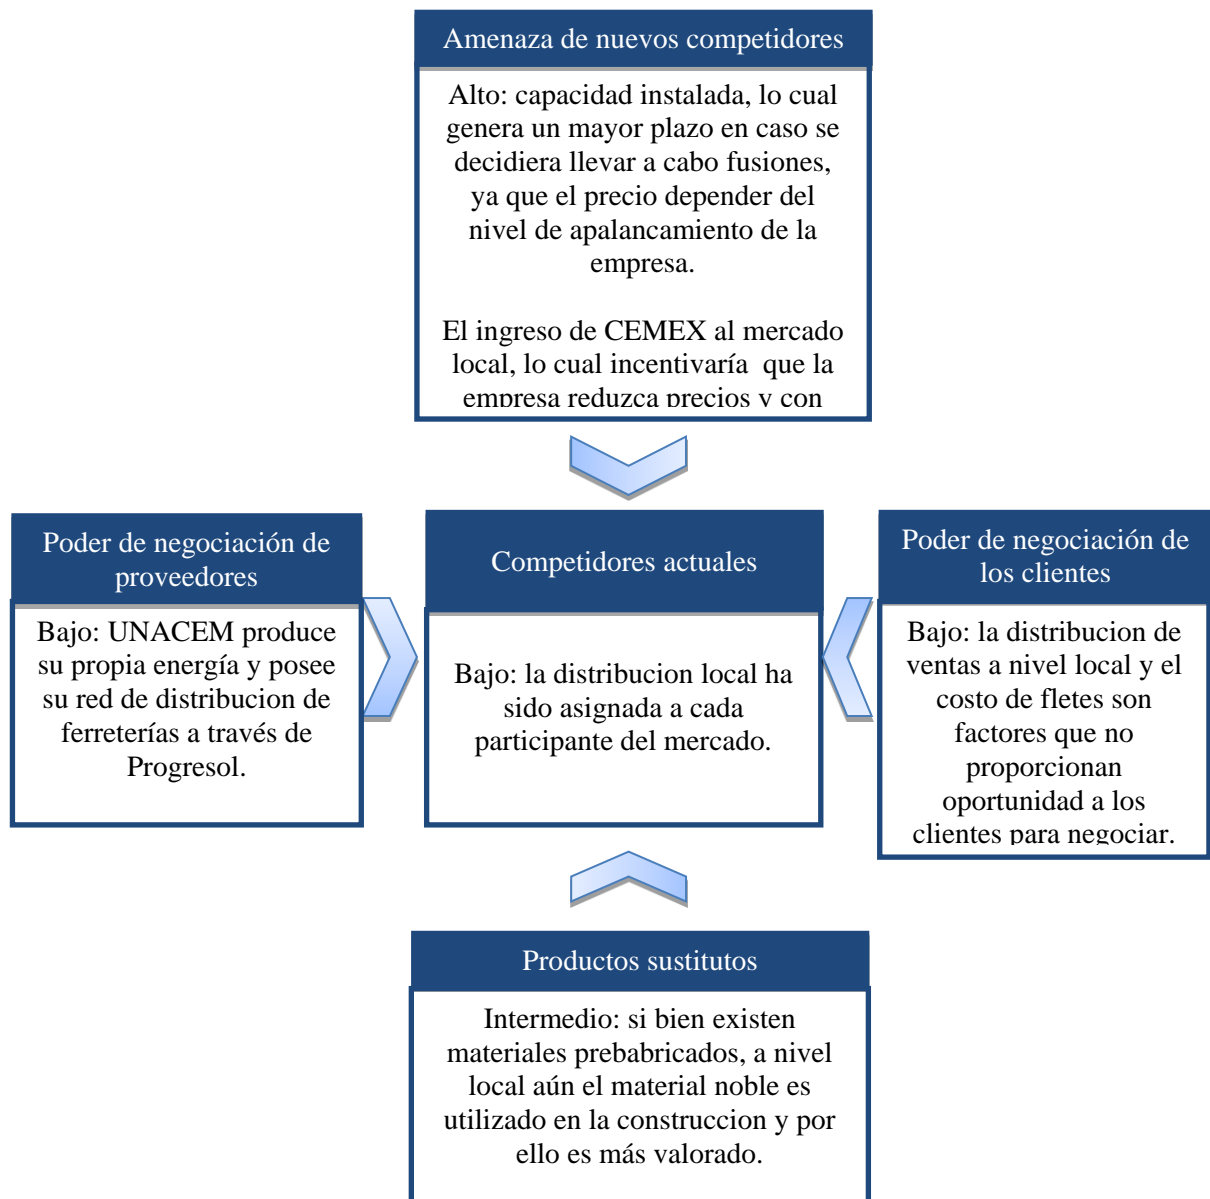 Amenaza de nuevos competidores
Alto: capacidad instalada, lo cual
genera un mayor plazo en caso se
decidiera llevar a cabo fusiones,
ya que el precio depender del
nivel de apalancamiento de la
empresa.
El ingreso de CEMEX al mercado
local, lo cual incentivaría que la
empresa reduzca precios y con
Poder de negociación de
proveedores
Bajo: UNACEM produce
su propia energía y posee
su red de distribucion de
ferreterías a través de
Progresol.
Competidores actuales
Bajo: la distribucion local ha
sido asignada a cada
participante del mercado.
Poder de negociación de
los clientes
Bajo: la distribucion de
ventas a nivel local y el
costo de fletes son
factores que no
proporcionan
oportunidad a los
clientes para negociar.
Productos sustitutos
Intermedio: si bien existen
materiales prebabricados, a nivel
local aún el material noble es
utilizado en la construccion y por
ello es más valorado.